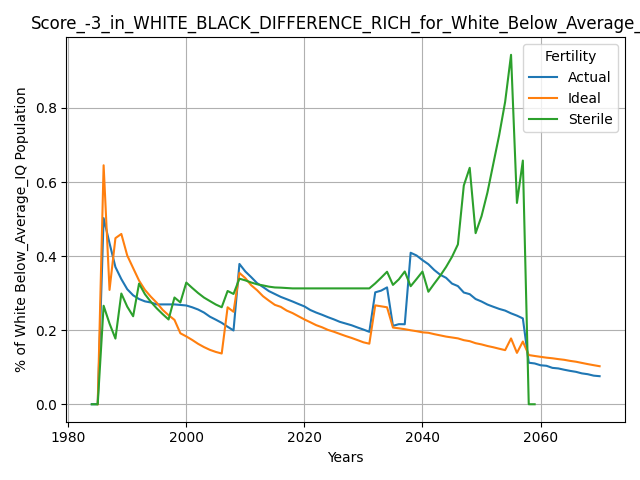 Score_-3_in_WHITE_BLACK_DIFFERENCE_RICH_for_White_Below_Average_
% of White Below_Average_IQ Population
0.8
0.6
0.4
0.2
0.0
1980 2000 2020 2040 2060
Years
Fertility
Actual
Ideal
Sterile